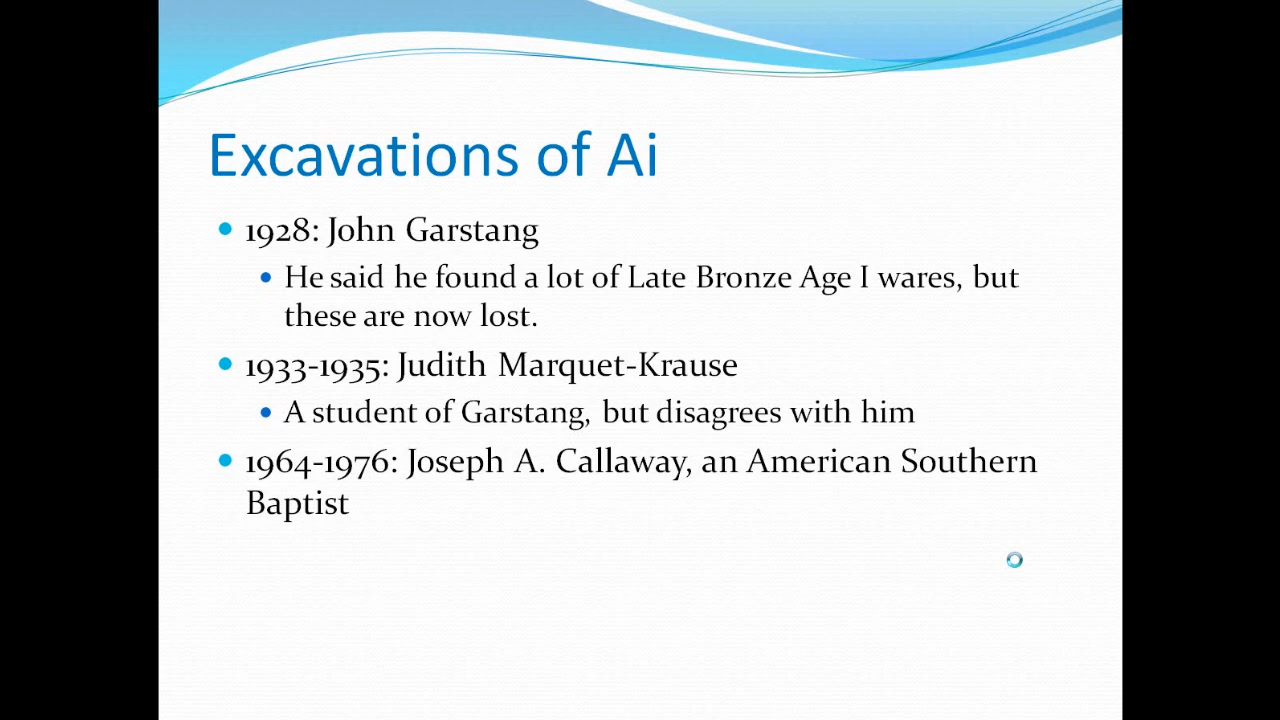 Excavations of Ai
• 1928: John Garstang
• He said he found a lot of Late Bronze Age I wares, but
these are now lost.
• 1933-1935: Judith Marquet-Krause
• A student of Garstang, but disagrees with him
• 1964-1976: Joseph A. Callaway, an American Southern
Baptist